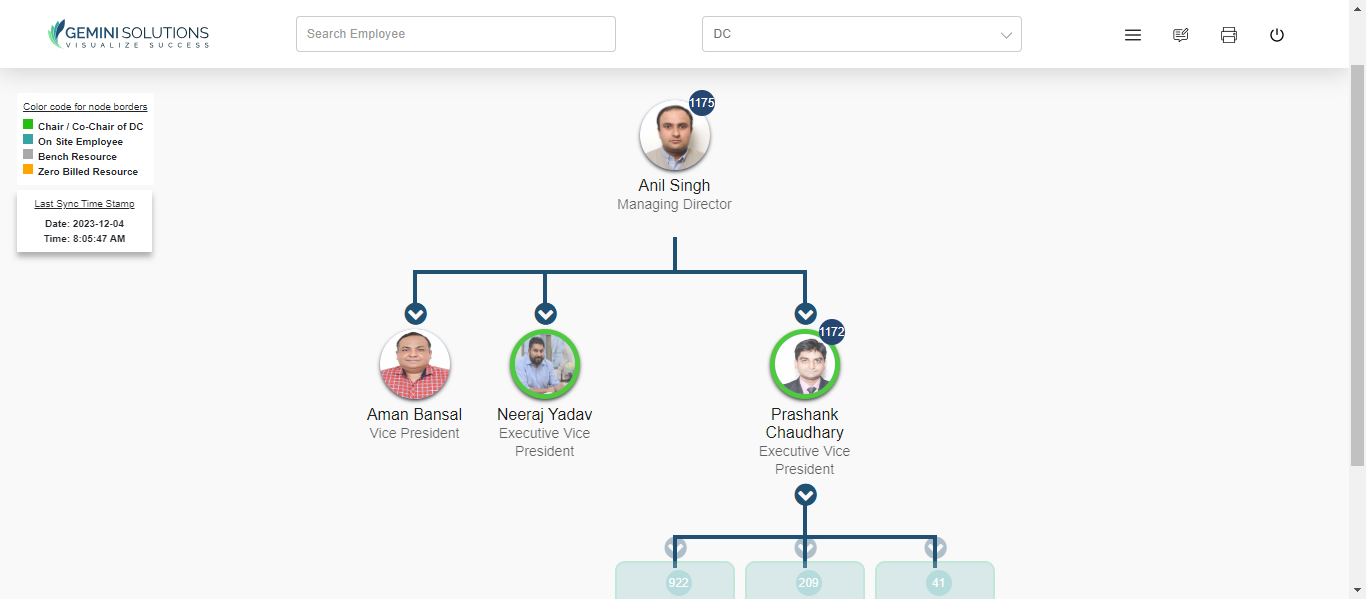 GEMINI SOLUTIONS
VISUALIZE SUCCESS
Search Employee
DC
Color code for node borders
Chair / Co-Chair of DC
On Site Employee
Bench Resource
Zero Billed Resource
Last Sync Time Stamp
Date: 2023-12-04
Time: 8:05:47 AM
1175
Anil Singh
Managing Director
Aman Bansal
Vice President
Neeraj Yadav
Executive Vice
President
1172
Prashank
Chaudhary
Executive Vice
President
922
209
41